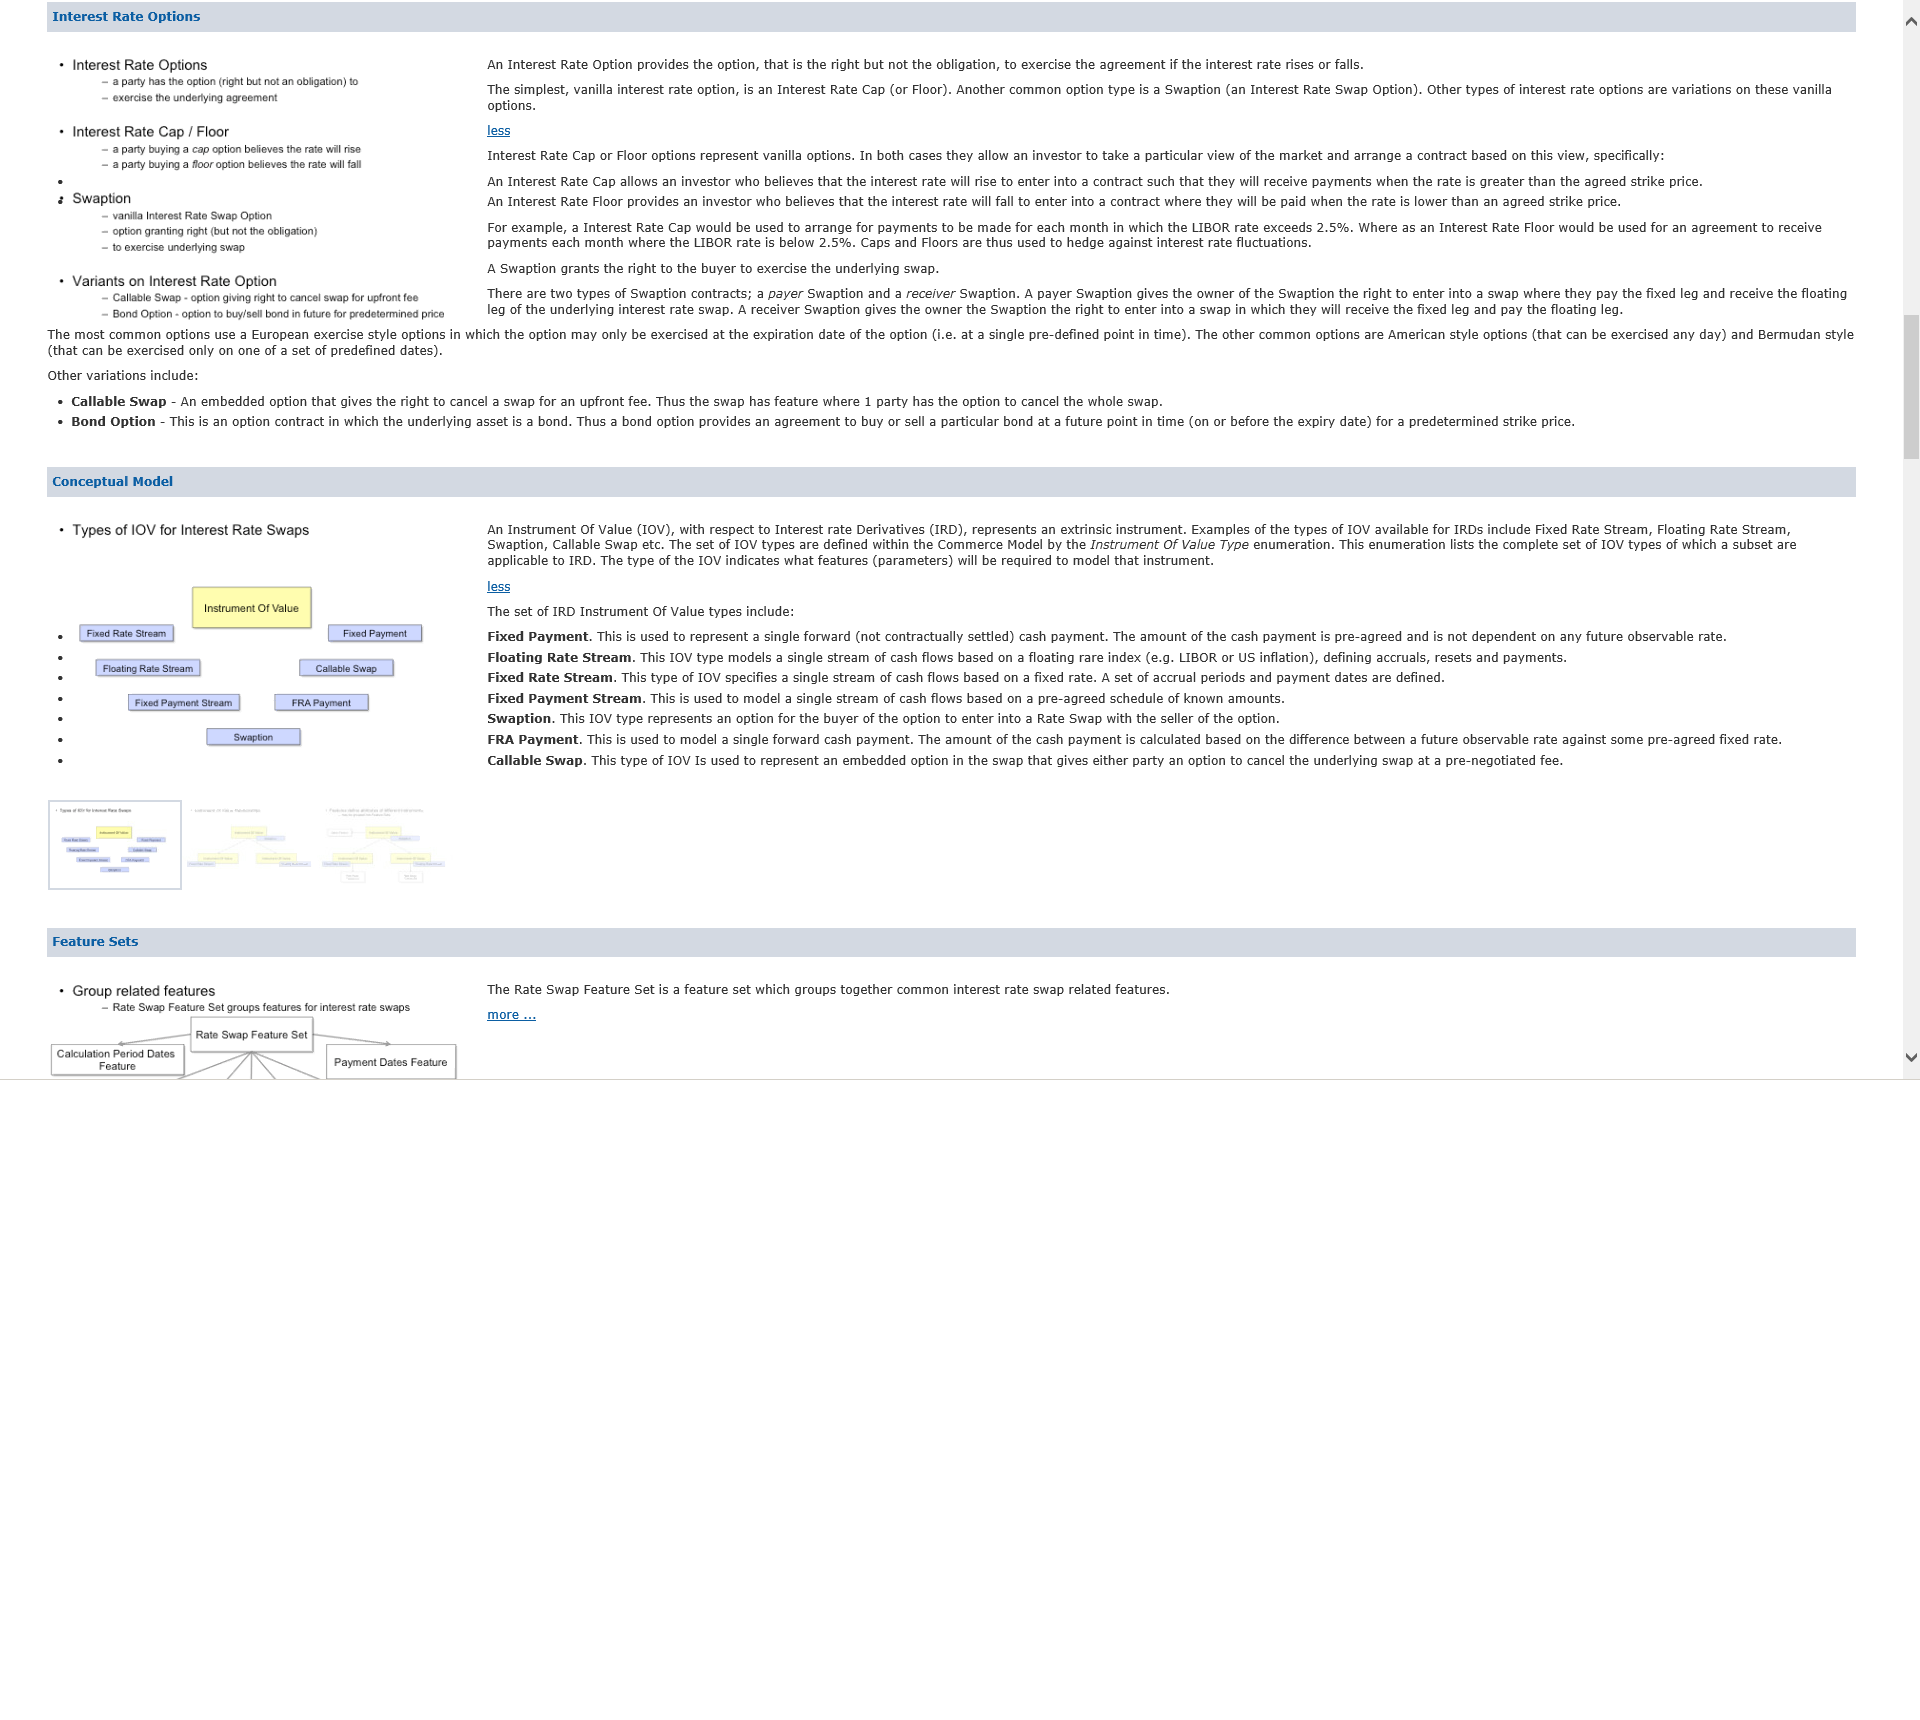 Interest Rate Options
• Interest Rate Options
– a party has the option (right but not an obligation) to
– exercise the underlying agreement
• Interest Rate Cap / Floor
– a party buying a cap option believes the rate will rise
– a party buying a floor option believes the rate will fall
• Swaption
– vanilla Interest Rate Swap Option
– option granting right (but not the obligation)
– to exercise underlying swap
• Variants on Interest Rate Option
– Callable Swap - option giving right to cancel swap for upfront fee
– Bond Option - option to buy/sell bond in future for predetermined price
An Interest Rate Option provides the option, that is the right but not the obligation, to exercise the agreement if the interest rate rises or falls.
The simplest, vanilla interest rate option, is an Interest Rate Cap (or Floor). Another common option type is a Swaption (an Interest Rate Swap Option). Other types of interest rate options are variations on these vanilla
options.
less
Interest Rate Cap or Floor options represent vanilla options. In both cases they allow an investor to take a particular view of the market and arrange a contract based on this view, specifically:
An Interest Rate Cap allows an investor who believes that the interest rate will rise to enter into a contract such that they will receive payments when the rate is greater than the agreed strike price.
An Interest Rate Floor provides an investor who believes that the interest rate will fall to enter into a contract where they will be paid when the rate is lower than an agreed strike price.
For example, a Interest Rate Cap would be used to arrange for payments to be made for each month in which the LIBOR rate exceeds 2.5%. Where as an Interest Rate Floor would be used for an agreement to receive
payments each month where the LIBOR rate is below 2.5%. Caps and Floors are thus used to hedge against interest rate fluctuations.
A Swaption grants the right to the buyer to exercise the underlying swap.
There are two types of Swaption contracts; a payer Swaption and a receiver Swaption. A payer Swaption gives the owner of the Swaption the right to enter into a swap where they pay the fixed leg and receive the floating
leg of the underlying interest rate swap. A receiver Swaption gives the owner the Swaption the right to enter into a swap in which they will receive the fixed leg and pay the floating leg.
The most common options use a European exercise style options in which the option may only be exercised at the expiration date of the option (i.e. at a single pre-defined point in time). The other common options are American style options (that can be exercised any day) and Bermudan style
(that can be exercised only on one of a set of predefined dates).
Other variations include:
• Callable Swap - An embedded option that gives the right to cancel a swap for an upfront fee. Thus the swap has feature where 1 party has the option to cancel the whole swap.
• Bond Option - This is an option contract in which the underlying asset is a bond. Thus a bond option provides an agreement to buy or sell a particular bond at a future point in time (on or before the expiry date) for a predetermined strike price.
Conceptual Model
• Types of IOV for Interest Rate Swaps
Instrument Of Value
Fixed Rate Stream
Fixed Payment
Floating Rate Stream
Callable Swap
Fixed Payment Stream
FRA Payment
Swaption
An Instrument Of Value (IOV), with respect to Interest rate Derivatives (IRD), represents an extrinsic instrument. Examples of the types of IOV available for IRDs include Fixed Rate Stream, Floating Rate Stream,
Swaption, Callable Swap etc. The set of IOV types are defined within the Commerce Model by the Instrument Of Value Type enumeration. This enumeration lists the complete set of IOV types of which a subset are
applicable to IRD. The type of the IOV indicates what features (parameters) will be required to model that instrument.
less
The set of IRD Instrument Of Value types include:
Fixed Payment. This is used to represent a single forward (not contractually settled) cash payment. The amount of the cash payment is pre-agreed and is not dependent on any future observable rate.
Floating Rate Stream. This IOV type models a single stream of cash flows based on a floating rare index (e.g. LIBOR or US inflation), defining accruals, resets and payments.
Fixed Rate Stream. This type of IOV specifies a single stream of cash flows based on a fixed rate. A set of accrual periods and payment dates are defined.
Fixed Payment Stream. This is used to model a single stream of cash flows based on a pre-agreed schedule of known amounts.
Swaption. This IOV type represents an option for the buyer of the option to enter into a Rate Swap with the seller of the option.
FRA Payment. This is used to model a single forward cash payment. The amount of the cash payment is calculated based on the difference between a future observable rate against some pre-agreed fixed rate.
Callable Swap. This type of IOV Is used to represent an embedded option in the swap that gives either party an option to cancel the underlying swap at a pre-negotiated fee.
• Types of IOV for Interest Rate Swaps
Instrument Of Value
Feature Sets
• Group related features
– Rate Swap Feature Set groups features for interest rate swaps
Rate Swap Feature Set
Calculation Period Dates
Feature
Payment Dates Feature
The Rate Swap Feature Set is a feature set which groups together common interest rate swap related features.
more ...